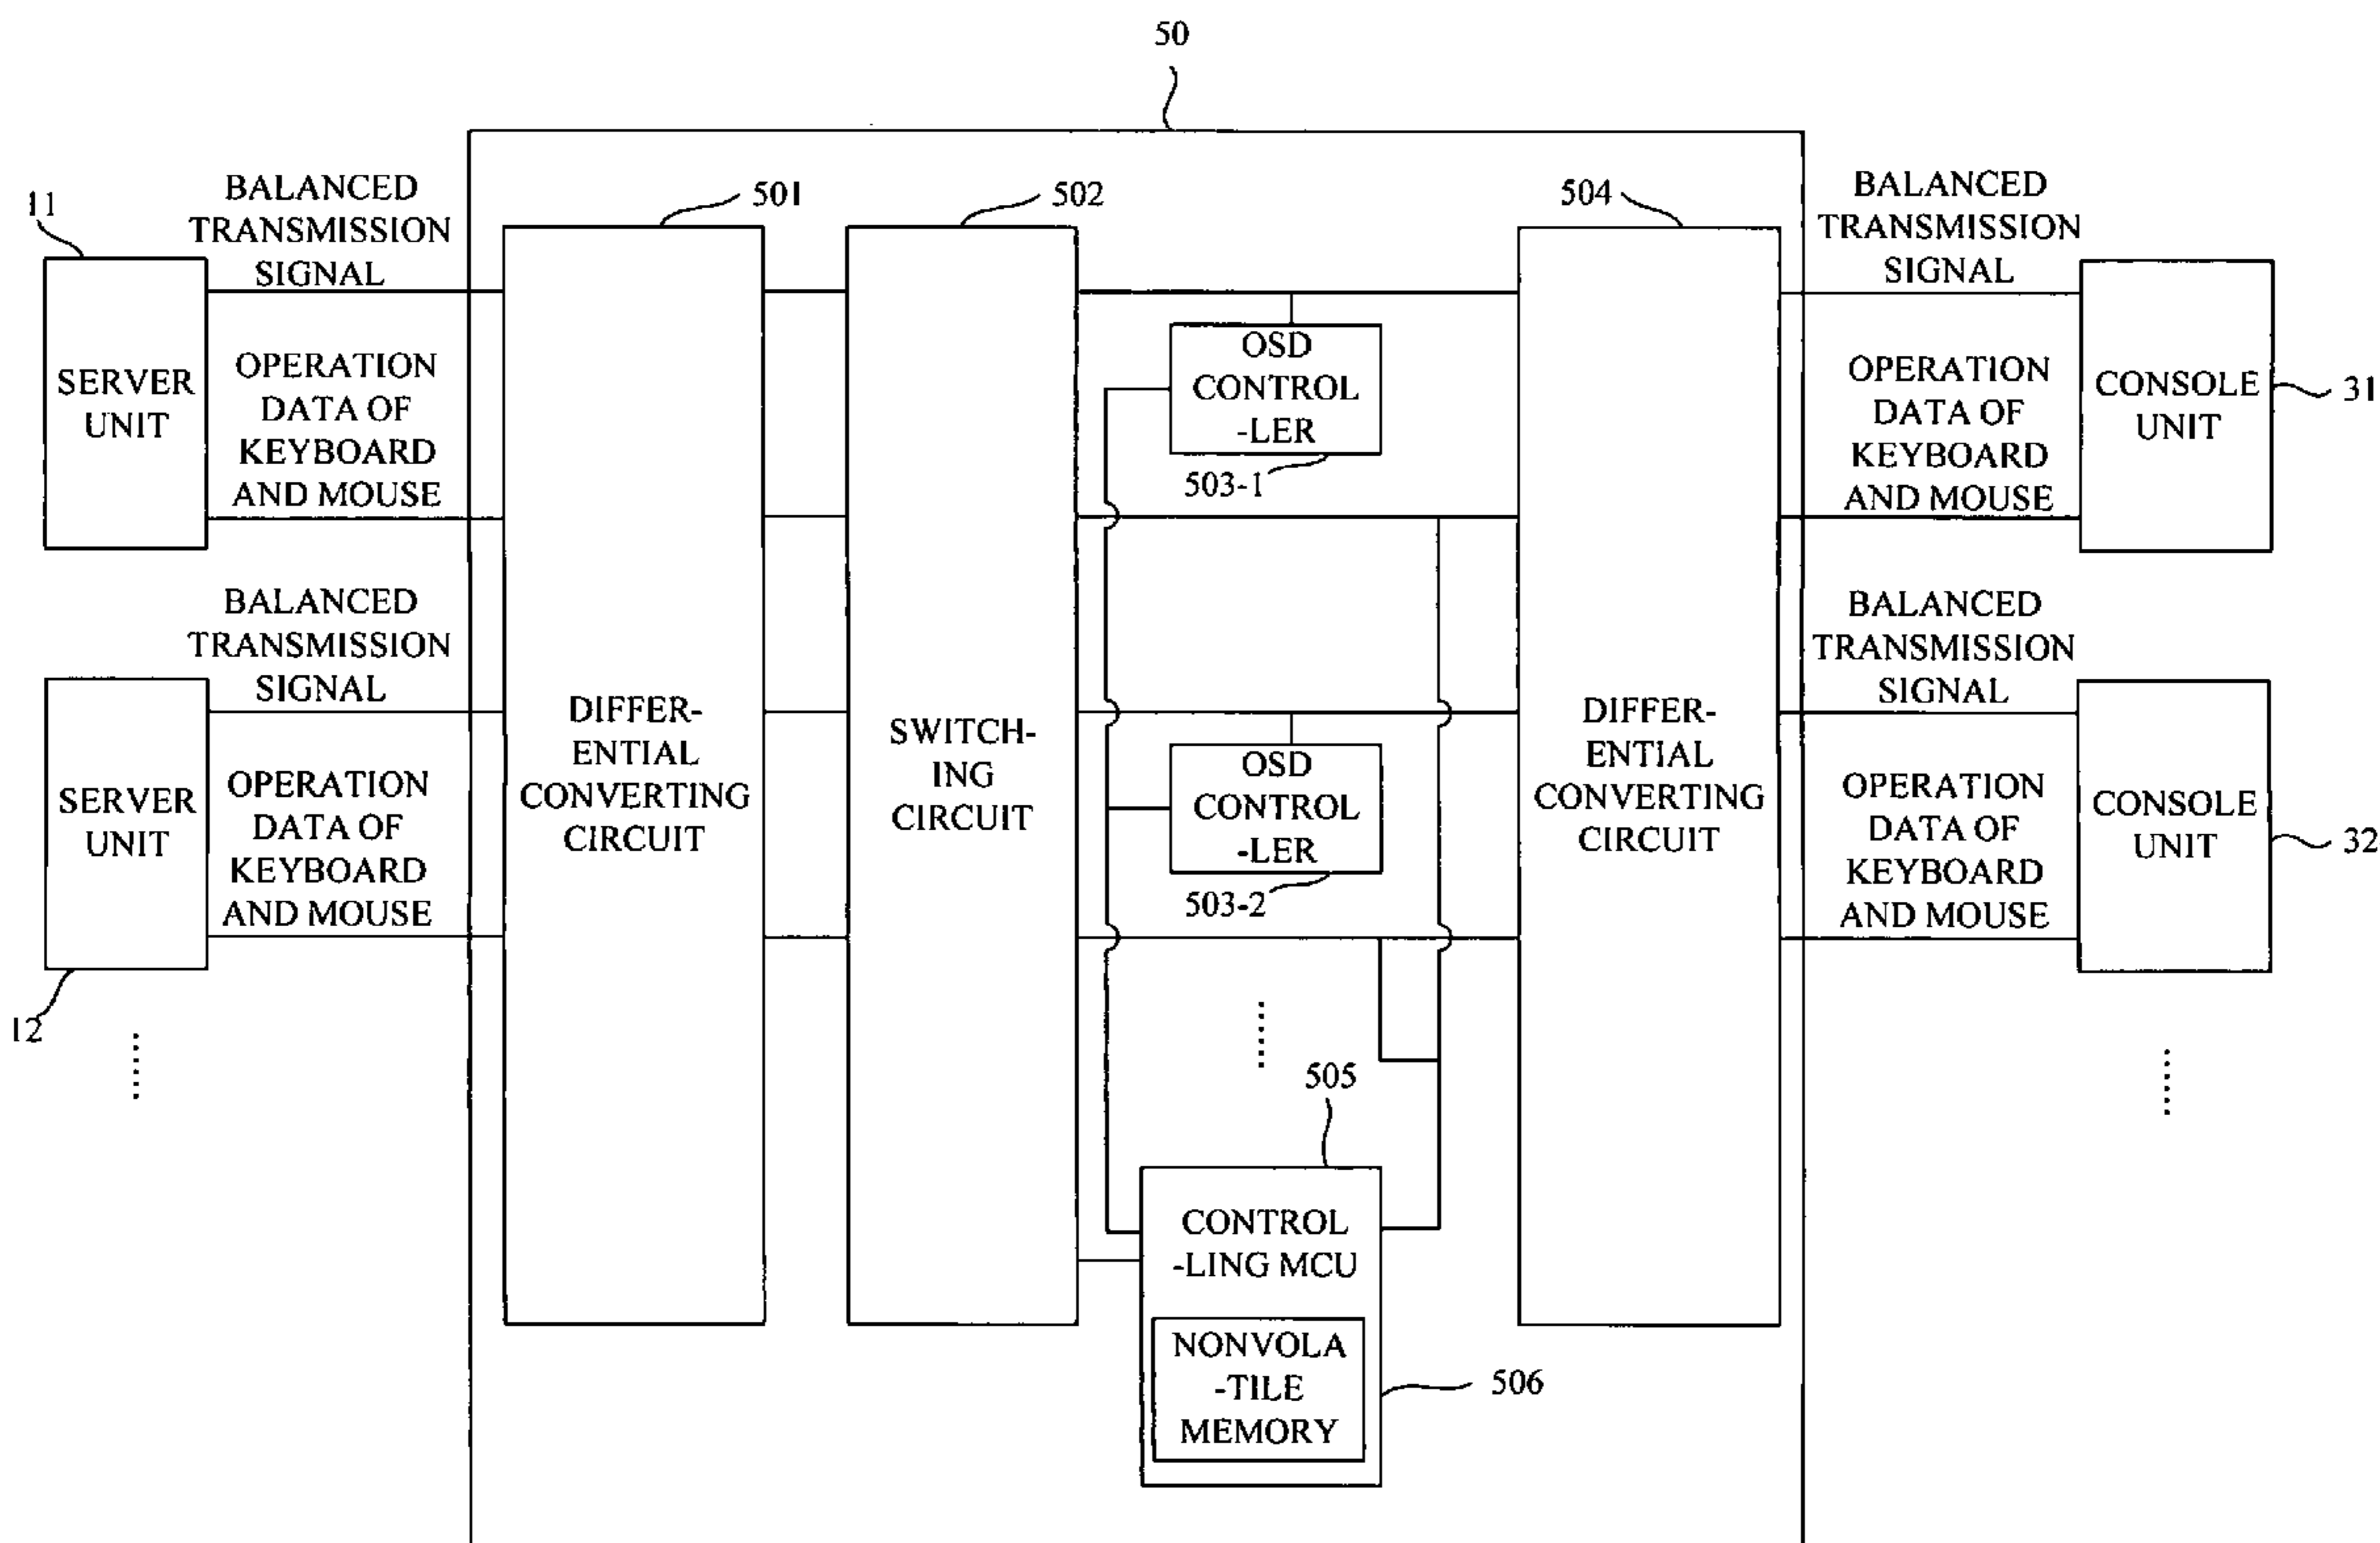 50
11
BALANCED
TRANSMISSION
SIGNAL
501
502
504
BALANCED
TRANSMISSION
SIGNAL
SERVER
UNIT
OPERATION
DATA OF
KEYBOARD
AND MOUSE
OSD
CONTROL
-LER
503-1
OPERATION
DATA OF
KEYBOARD
AND MOUSE
CONSOLE
UNIT
31
BALANCED
TRANSMISSION
SIGNAL
BALANCED
TRANSMISSION
SIGNAL
SERVER
UNIT
12
OPERATION
DATA OF
KEYBOARD
AND MOUSE
DIFFER-
ENTIAL
CONVERTING
CIRCUIT
SWITCH-
ING
CIRCUIT
OSD
CONTROL
-LER
503-2
DIFFER-
ENTIAL
CONVERTING
CIRCUIT
OPERATION
DATA OF
KEYBOARD
AND MOUSE
CONSOLE
UNIT
32
505
CONTROL
-LING MCU
NONVOLA
-TILE
MEMORY
506